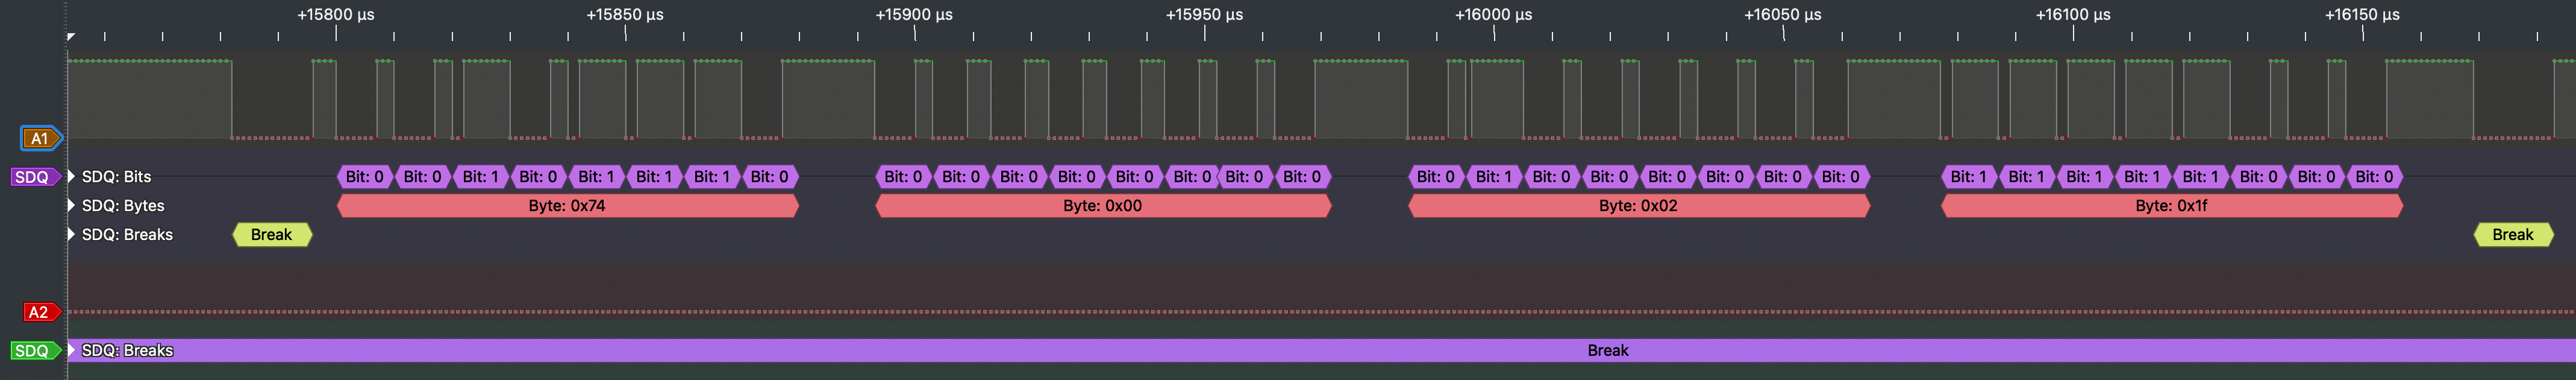 +15800 µs +15850 µs +15900 µs +15950 µs +16000 µs +16050 µs +16100 µs +16150 µs
A1
SDQ SDQ: Bits Bit: 0 Bit: 0 Bit: 1 Bit: 0 Bit: 1 Bit: 1 Bit: 1 Bit: 0 Bit: 0 Bit: 0 Bit: 0 Bit: 0 Bit: 0 Bit: 0 Bit: 0 Bit: 0 Bit: 0 Bit: 1 Bit: 0 Bit: 0 Bit: 0 Bit: 0 Bit: 0 Bit: 0 Bit: 1 Bit: 1 Bit: 1 Bit: 1 Bit: 1 Bit: 0 Bit: 0 Bit: 0
SDQ: Bytes Byte: 0x74 Byte: 0x00 Byte: 0x02 Byte: 0x1f
SDQ: Breaks Break Break
A2
SDQ SDQ: Breaks Break